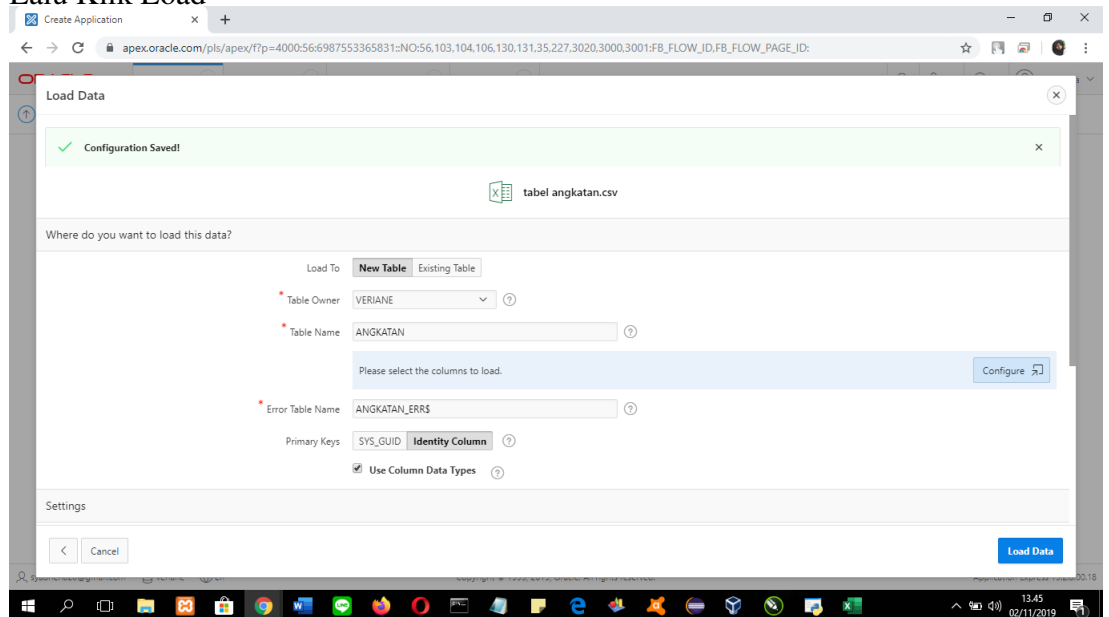 Lalu Klik Load
Create Application
apex.oracle.com/pls/apex/f?p=4000:56:6987553365831::NO:56,103,104,106,130,131,35,227,3020,3000,3001:FB_FLOW_ID,FB_FLOW_PAGE_ID:
Load Data
Configuration Saved!
tabel angkatan.csv
Where do you want to load this data?
Load To New Table Existing Table
* Table Owner VERIANE
* Table Name ANGKATAN
Please select the columns to load. Configure
* Error Table Name ANGKATAN_ERR$
Primary Keys SYS_GUID Identity Column
Use Column Data Types
Settings
< Cancel Load Data
13.45
02/11/2019